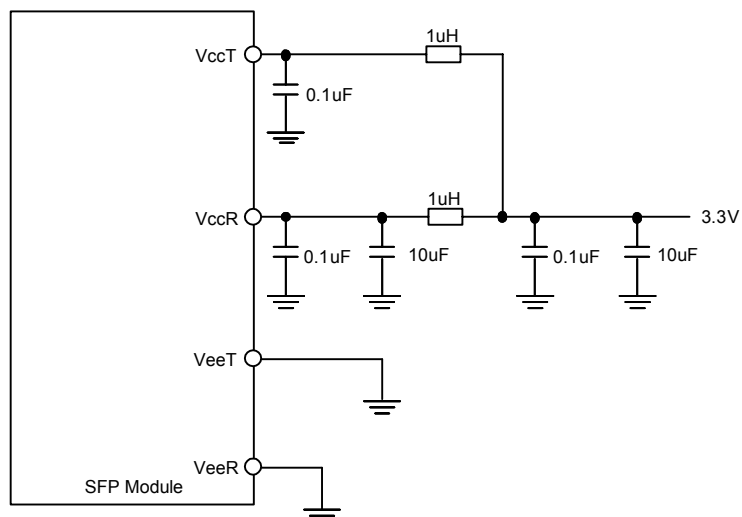 1uH
VccT
0.1uF
1uH
VccR
3.3V
0.1uF
10uF
0.1uF
10uF
VeeT
VeeR
SFP Module